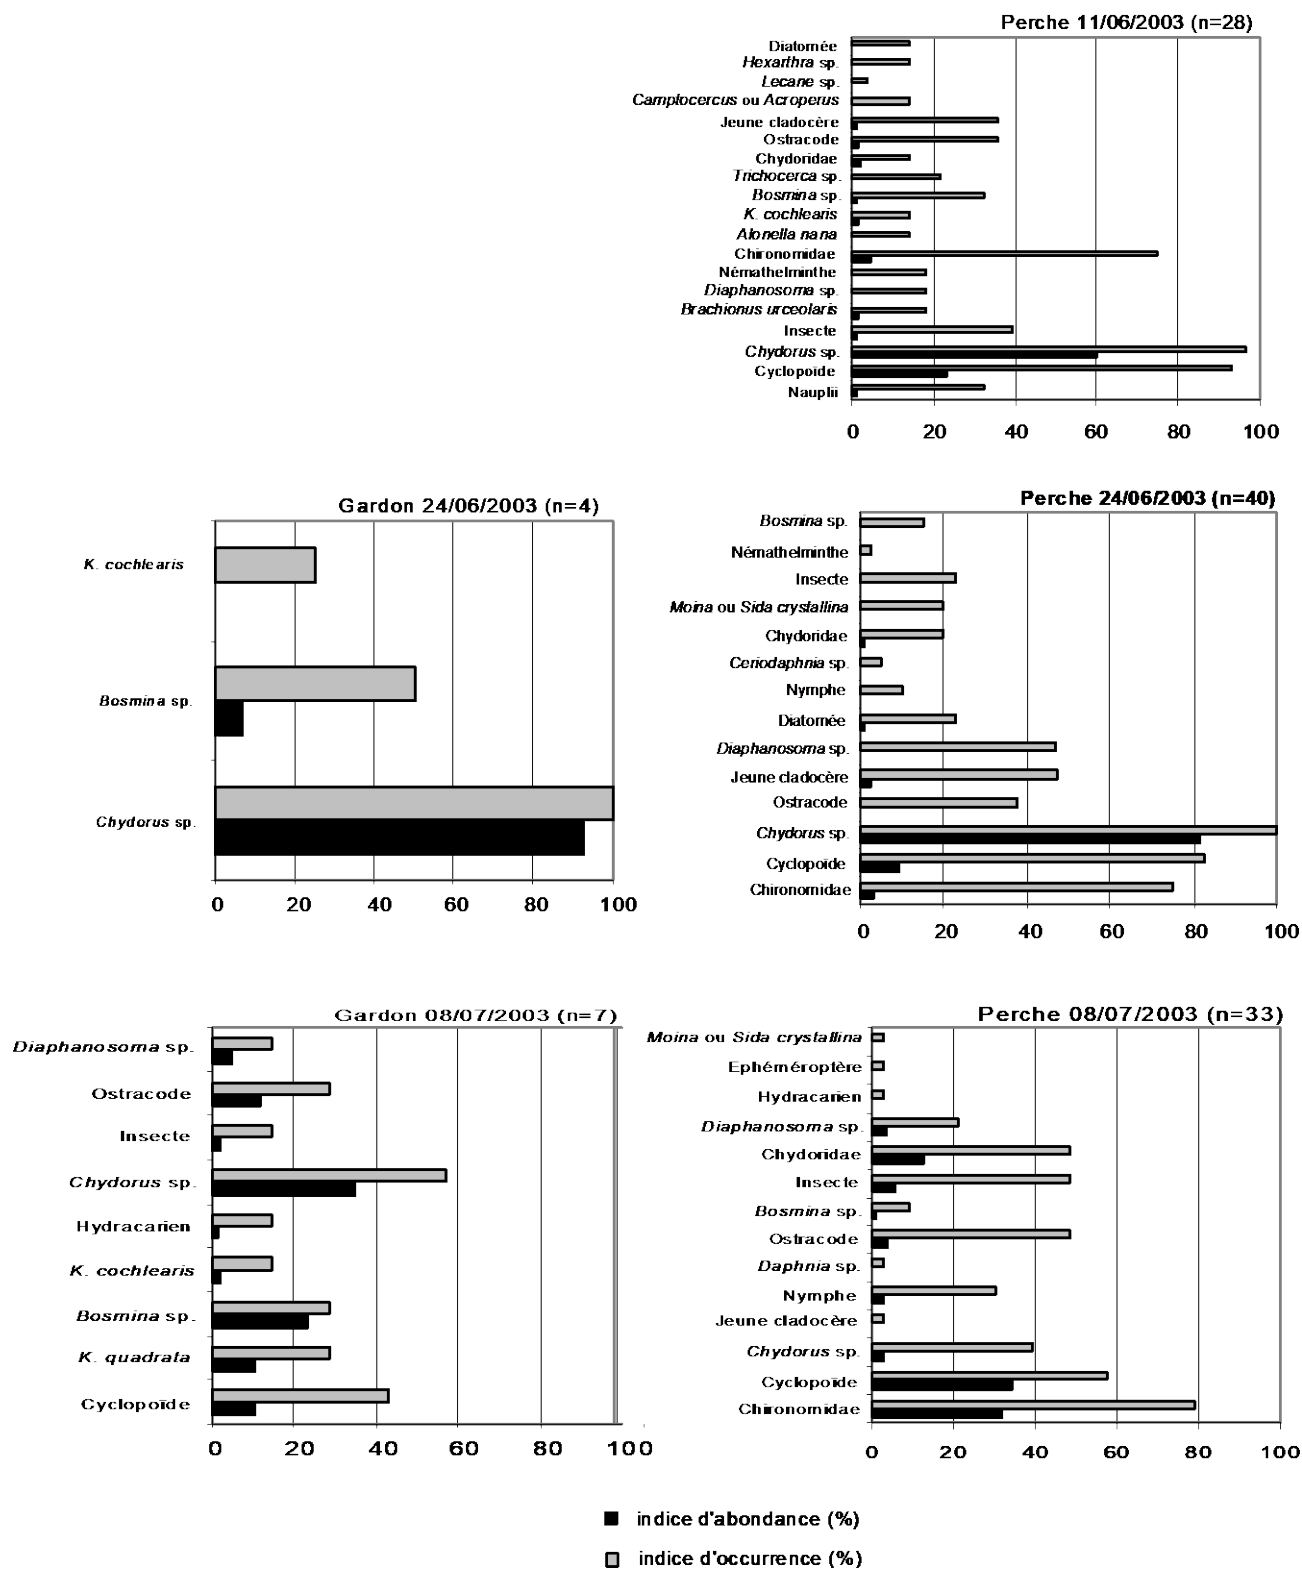 Perche 11/06/2003 (n=28)
Diatomée
Hexarthra sp.
Lecane sp.
Camptocercus ou Acroperus
Jeune cladocère
Ostracode
Chydoridae
Trichocerca sp.
Bosmina sp.
K. cochlearis
Alonella nana
Chironomidae
Némathelminthe
Diaphanosoma sp.
Brachionus urceolaris
Insecte
Chydorus sp.
Cyclopoïde
Nauplii
0 20 40 60 80 100
Gardon 24/06/2003 (n=4)
K. cochlearis
Bosmina sp.
Chydorus sp.
0 20 40 60 80 100
Perche 24/06/2003 (n=40)
Bosmina sp.
Némathelminthe
Insecte
Moina ou Sida crystallina
Chydoridae
Ceriodaphnia sp.
Nymphe
Diatomée
Diaphanosoma sp.
Jeune cladocère
Ostracode
Chydorus sp.
Cyclopoïde
Chironomidae
0 20 40 60 80 100
Gardon 08/07/2003 (n=7)
Diaphanosoma sp.
Ostracode
Insecte
Chydorus sp.
Hydracarien
K. cochlearis
Bosmina sp.
K. quadrata
Cyclopoïde
0 20 40 60 80 100
Perche 08/07/2003 (n=33)
Moina ou Sida crystallina
Ephéméroptère
Hydracarien
Diaphanosoma sp.
Chydoridae
Insecte
Bosmina sp.
Ostracode
Daphnia sp.
Nymphe
Jeune cladocère
Chydorus sp.
Cyclopoïde
Chironomidae
0 20 40 60 80 100
indice d'abondance (%)
indice d'occurrence (%)